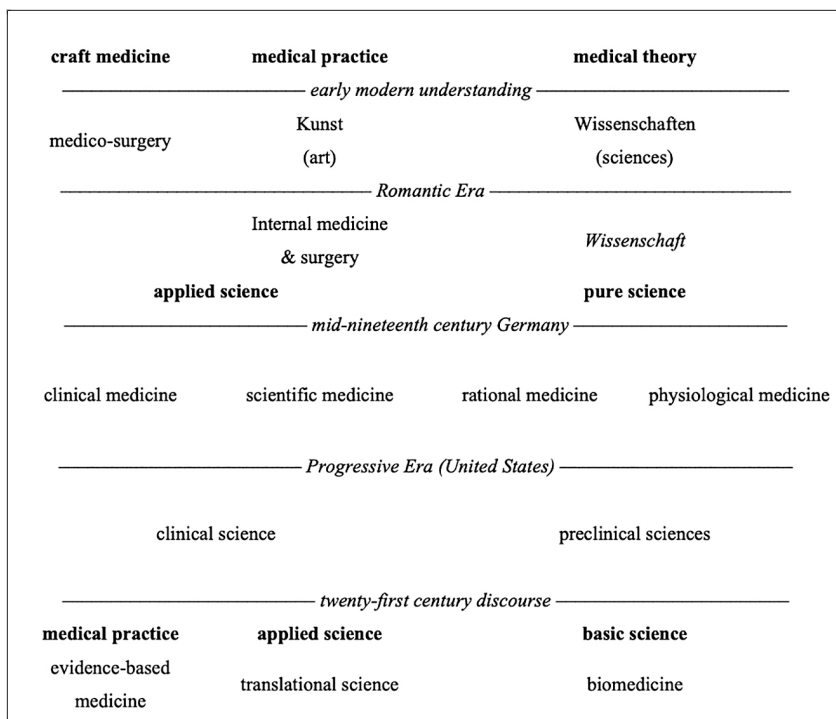 craft medicine medical practice medical theory
early modern understanding
medico-surgery Kunst (art) Wissenschaften (sciences)
Romantic Era
Internal medicine & surgery Wissenschaft
applied science pure science
mid-nineteenth century Germany
clinical medicine scientific medicine rational medicine physiological medicine
Progressive Era (United States)
clinical science preclinical sciences
twenty-first century discourse
medical practice applied science basic science
evidence-based medicine translational science biomedicine